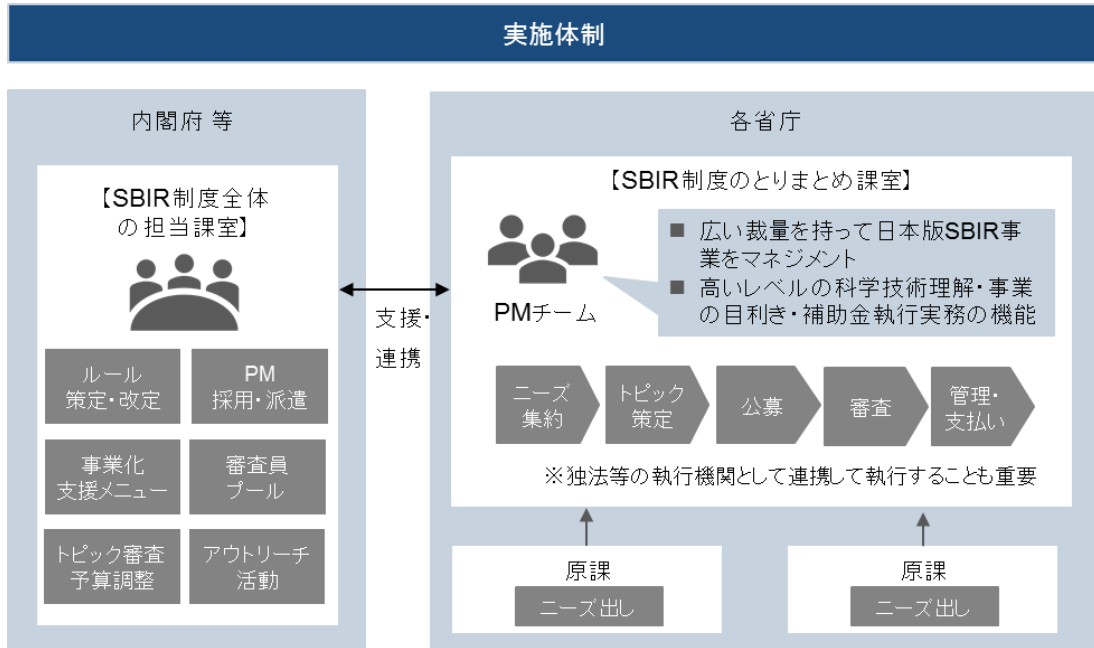 実施体制
内閣府 等
【SBIR制度全体
の担当課室】
ルール
策定・改定
PM
採用・派遣
事業化
支援メニュー
審査員
プール
トピック審査
予算調整
アウトリーチ
活動
支援・
連携
各省庁
【SBIR制度のとりまとめ課室】
PMチーム
■ 広い裁量を持って日本版SBIR事
業をマネジメント
■ 高いレベルの科学技術理解・事業
の目利き・補助金執行実務の機能
ニーズ
集約
トピック
策定
公募
審査
管理・
支払い
※独法等の執行機関として連携して執行することも重要
原課
ニーズ出し
原課
ニーズ出し